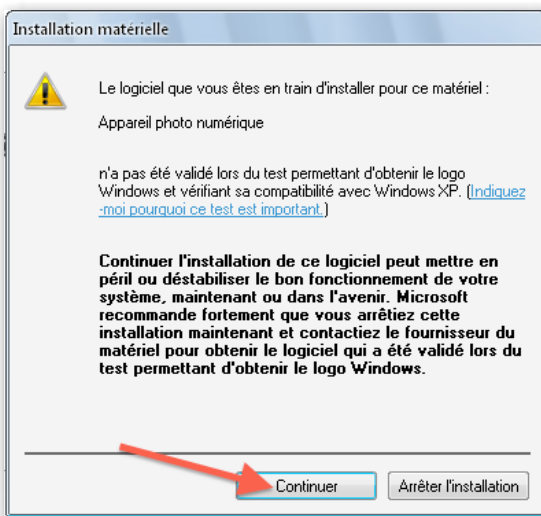 Installation matérielle
Le logiciel que vous êtes en train d'installer pour ce matériel :
Appareil photo numérique
n'a pas été validé lors du test permettant d'obtenir le logo
Windows et vérifiant sa compatibilité avec Windows XP. (Indiquez
-moi pourquoi ce test est important.)
Continuer l'installation de ce logiciel peut mettre en
péril ou déstabiliser le bon fonctionnement de votre
système, maintenant ou dans l'avenir. Microsoft
recommande fortement que vous arrêtiez cette
installation maintenant et contactiez le fournisseur du
matériel pour obtenir le logiciel qui a été validé lors du
test permettant d'obtenir le logo Windows.
Continuer Arrêter l'installation